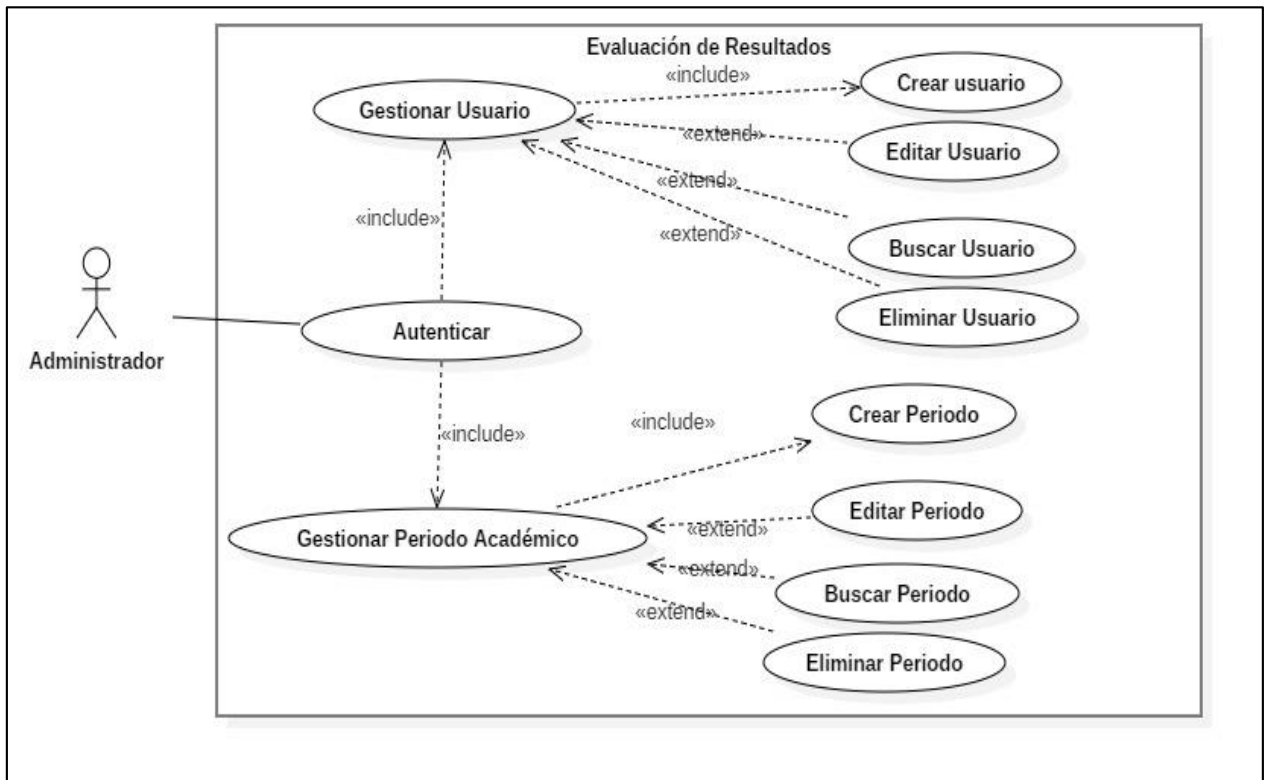 Evaluación de Resultados
«include»
Crear usuario
Gestionar Usuario
«extend»
Editar Usuario
«extend»
«include»
«extend»
Buscar Usuario
Eliminar Usuario
Autenticar
Administrador
Crear Periodo
«include»
«include»
Editar Periodo
«extend»
Gestionar Periodo Académico
«extend»
Buscar Periodo
«extend»
Eliminar Periodo